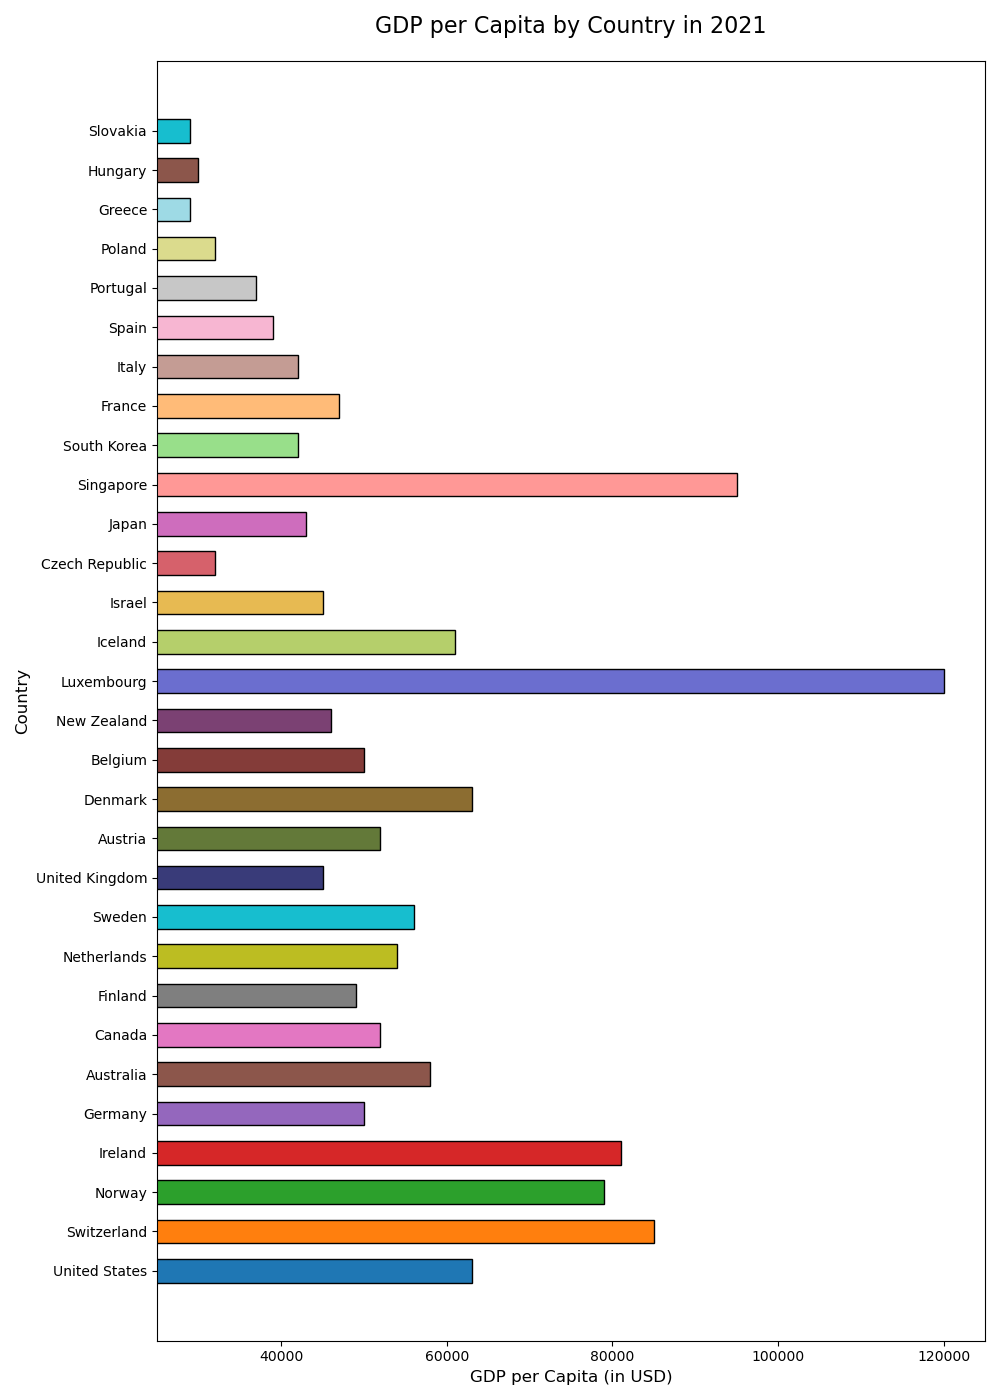 GDP per Capita by Country in 2021
Slovakia
Hungary
Greece
Poland
Portugal
Spain
Italy
France
South Korea
Singapore
Japan
Czech Republic
Israel
Iceland
Luxembourg
New Zealand
Belgium
Denmark
Austria
United Kingdom
Sweden
Netherlands
Finland
Canada
Australia
Germany
Ireland
Norway
Switzerland
United States
Country
40000 60000 80000 100000 120000
GDP per Capita (in USD)